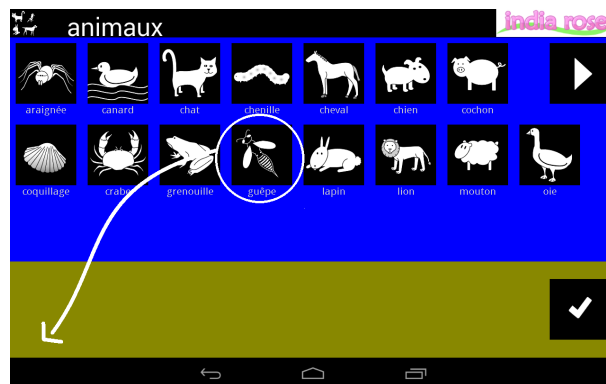 animaux
india rose
araignée canard chat chenille cheval chien cochon
coquillage crabe grenouille guêpe lapin lion mouton oie